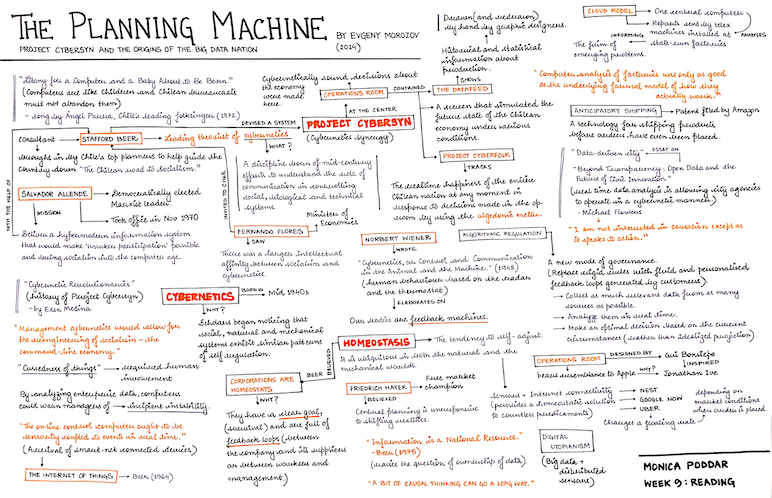 THE PLANNING MACHINE
BY EVGENY MOROZOV
(2014)
PROJECT CYBERSYN AND THE ORIGINS OF THE BIG DATA NATION
"Litany for a Computer and a Baby About to Be Born"
(Computers are like Children and Chilean bureaucrats
must not abandon them)
- song by Angel Parra, Chile's leading folksinger (1972)
Consultant
STAFFORD BEER
Leading theorist of cybernetics
DEVISED A SYSTEM
WHAT?
brought in by Chile's top planners to help guide the
country down "The Chilean road to socialism."
WITH THE HELP OF
SALVADOR ALLENDE
Democratically elected
Marxist leader.
Took office in Nov 1970
MISSION
Deliver a hypermodern information system
that would make 'worker participation' possible
and bring socialism into the computer age.
"Cybernetic Revolutionaries"
(history of Project Cybersyn)
- by Eden Medina
"Management cybernetics would allow for
the reengineering of socialism - the
command-line economy."
"Cussedness of things"
required human
involvement
By analyzing enterprise data, computers
could warn managers of
incipient instability.
"The online control computers ought to be
sensorily coupled to events in real time."
(Arrival of smart-net connected devices)
THE INTERNET OF THINGS
Beer (1964)
Cybernetically sound decisions about
the economy
were made
here.
OPERATIONS ROOM
CONTAINED
AT THE CENTER
PROJECT CYBERSYN
(Cybernetics synergy)
A discipline born of mid-century
efforts to understand the role of
communication in controlling
social, biological and technical
systems
INVITED TO CHILE
FERNANDO FLORES
Minister of
Economics
SAW
There was a larger intellectual
affinity between socialism and
cybernetics
CYBERNETICS
BORN IN
Mid 1940s
WHY?
Scholars began noticing that
social, natural and mechanical
systems exhibit similar patterns
of self regulation.
CORPORATIONS ARE
HOMEOSTATS
BEER
BELIEVED
WHAT?
They have a clear goal,
(survival) and are full of
feedback loops (between
the company and its suppliers
or between workers and
management).
by hand by graphic designers.
Historical and statistical
information about
production.
SHOWS
THE DATAFEED
A screen that simulated the
future state of the Chilean
economy under various
conditions.
PROJECT CYBERFOLK
TRACKS
The realtime happiness of the entire
Chilean nation at any moment in
response to decisions made in the op-
room by using the algedonic meter.
NORBERT WIENER
WROTE
"Cybernetics, or Control and Communication
in the Animal and the Machine." (1948)
(human behaviour based on the radar
and the thermostat)
ELABORATES ON
Our bodies are feedback machines.
HOMEOSTASIS
The tendency to self-adjust.
It is ubiquitous in both the natural and the
mechanical worlds.
FRIEDRICH HAYEK
Free market
champion
BELIEVED
Central planning is unresponsive
to shifting realities.
"Information is a National Resource."
- Beer (1975)
(raises the question of ownership of data).
"A BIT OF CAUSAL THINKING CAN GO A LONG WAY."
CLOUD MODEL
One central computer
Reports sent by telex
machines installed at
state-run factories
ANALYSES
INFORMING
The firm of
emerging problems.
"Computer analysis of factories was only as good
as the underlying formal model of how they
actually work."
ANTICIPATORY SHIPPING
Patent filed by Amazon
A technology for shipping products
before orders have even been placed.
"Data-driven city"
ESSAY ON
"Beyond Transparency: Open Data and the
Future of Civic Innovation"
(real time data analysis is allowing city agencies
to operate in a cybernetic manner)
- Michael Flowers
"I am not interested in causation except as
it speaks to action."
ALGORITHMIC REGULATION
A new mode of governance.
(Replace rigid rules with fluid and personalised
feedback loops generated by customers).
- Collect as much relevant data from as many
sources as possible.
- Analyze them in real time.
- Make an optimal decision based on the current
circumstances (rather than idealised projection)
OPERATIONS ROOM
DESIGNED BY
Gui Bonsiepe
bears resemblance to Apple
WHY?
INSPIRED
Jonathan Ive
sensors + Internet connectivity
(provides a homeostatic solution
to countless predicaments)
NEST
GOOGLE NOW
UBER
Changes a floating rate
depending on
market conditions
when order is placed.
DIGITAL
UTOPIANISM
(Big data +
distributed
sensors)
MONICA PODDAR
WEEK 9: READING